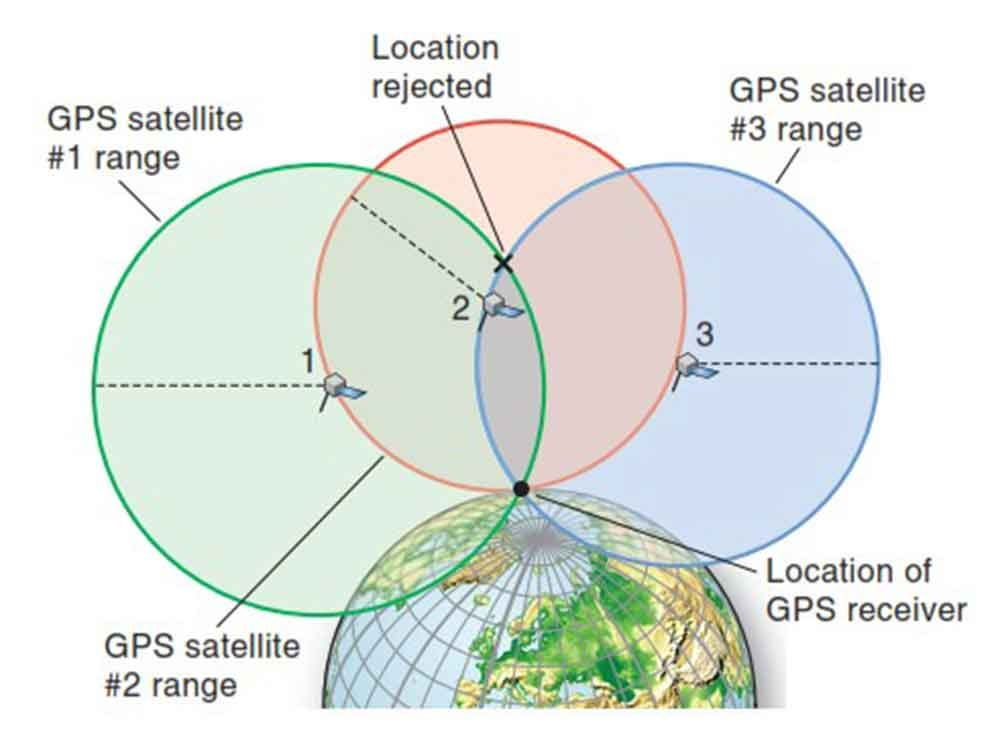 Location
rejected
GPS satellite
#1 range
GPS satellite
#3 range
2
3
1
Location of
GPS receiver
GPS satellite
#2 range